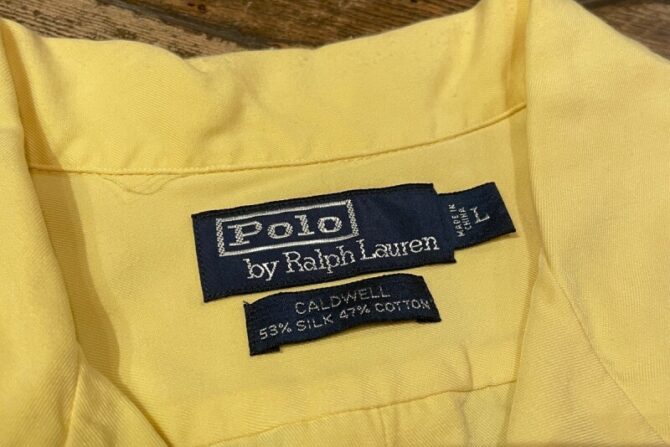 Polo
by Ralph Lauren
MADE IN
CHINA
L
CALDWELL
53% SILK 47% COTTON